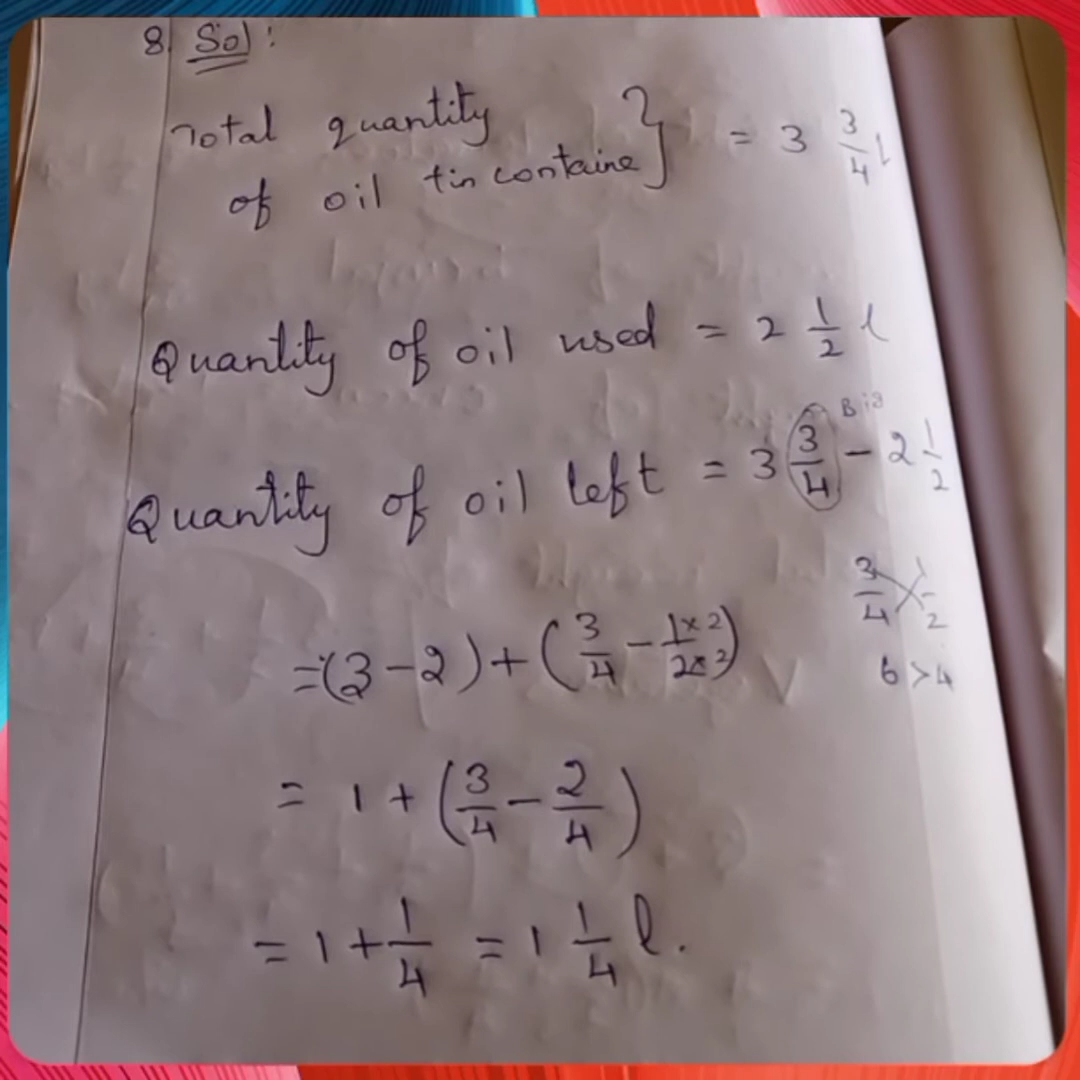 8) Sol:
Total quantity
of oil tin containe } = 3 3/4 l
Quantity of oil used = 2 1/2 l
Big
Quantity of oil left = 3 3/4 - 2 1/2
3/4 × 1/2
6 > 4
= (3 - 2) + (3/4 - 1×2/2×2)
= 1 + (3/4 - 2/4)
= 1 + 1/4 = 1 1/4 l.